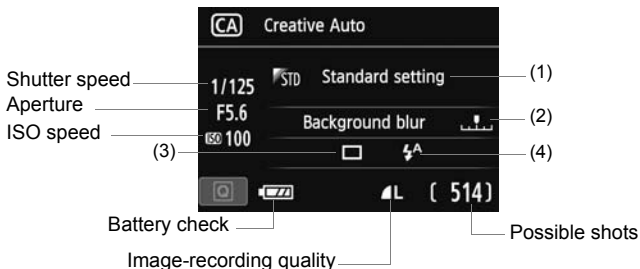 CA Creative Auto
Shutter speed
1/125
STD Standard setting
(1)
Aperture
F5.6
ISO speed
ISO 100
Background blur
(2)
(3)
A
(4)
Q
L
( 514)
Battery check
Possible shots
Image-recording quality